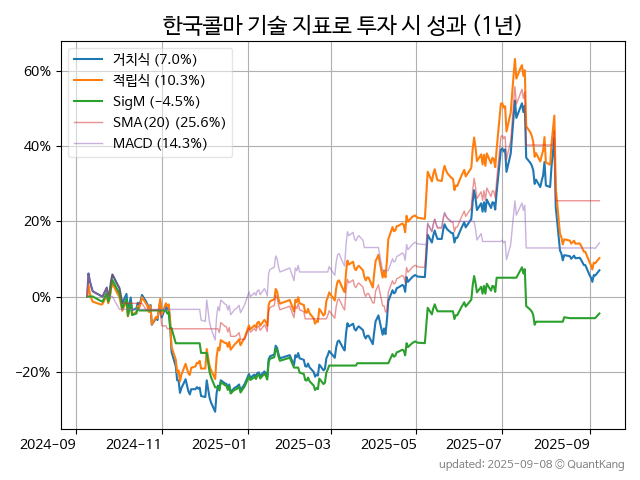 한국콜마 기술 지표로 투자 시 성과 (1년)
거치식 (7.0%)
적립식 (10.3%)
SigM (−4.5%)
SMA(20) (25.6%)
MACD (14.3%)
60%
40%
20%
0%
−20%
2024-09 2024-11 2025-01 2025-03 2025-05 2025-07 2025-09
updated: 2025-09-08 © QuantKang